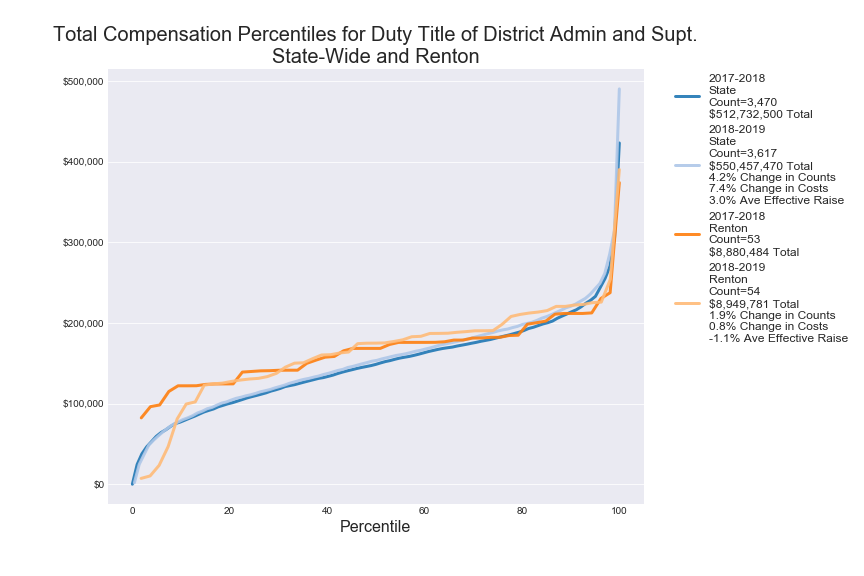 Total Compensation Percentiles for Duty Title of District Admin and Supt.
State-Wide and Renton
$500,000
$400,000
$300,000
$200,000
$100,000
$0
0
20
40
60
80
100
Percentile
2017-2018
State
Count=3,470
$512,732,500 Total
2018-2019
State
Count=3,617
$550,457,470 Total
4.2% Change in Counts
7.4% Change in Costs
3.0% Ave Effective Raise
2017-2018
Renton
Count=53
$8,880,484 Total
2018-2019
Renton
Count=54
$8,949,781 Total
1.9% Change in Counts
0.8% Change in Costs
-1.1% Ave Effective Raise